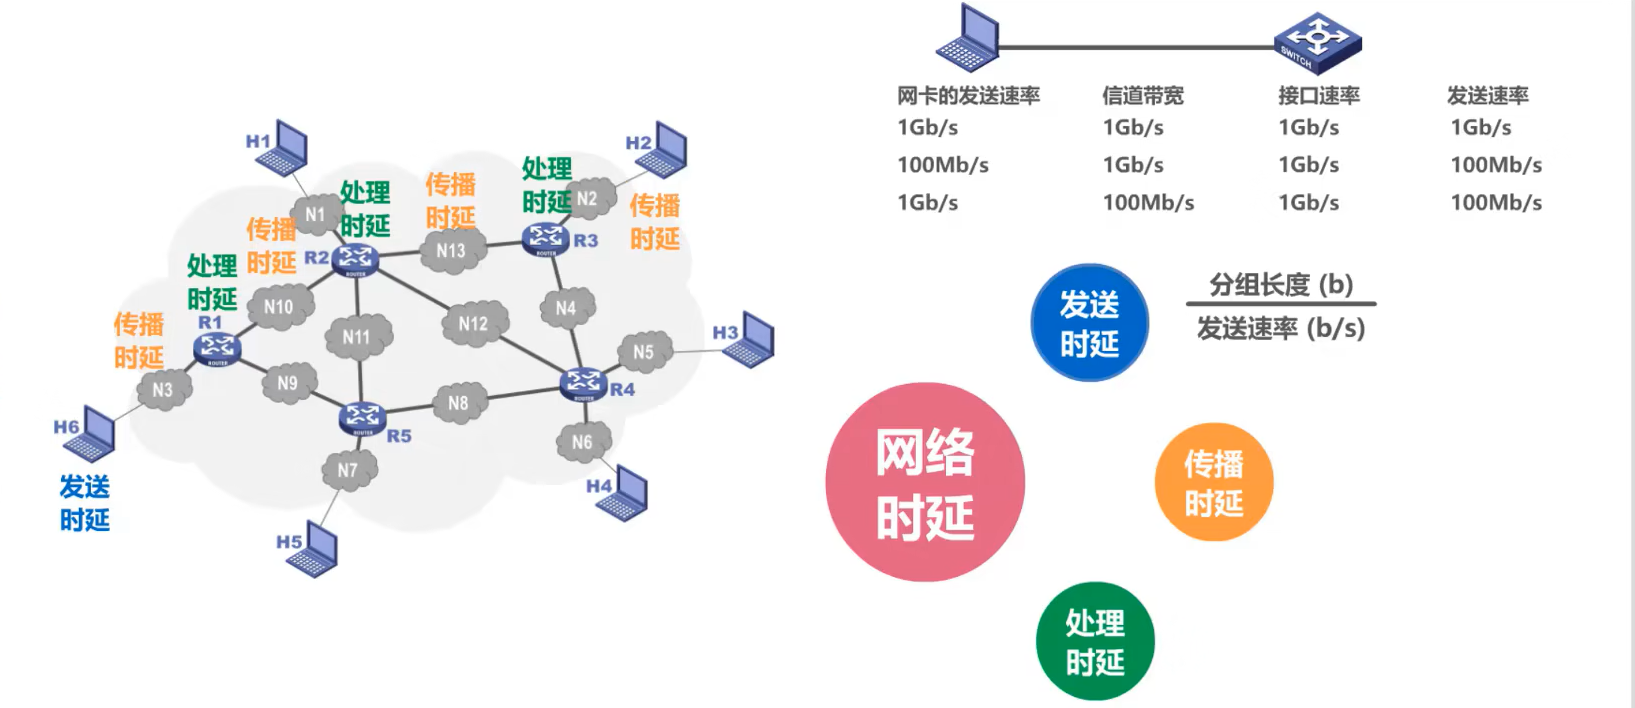 H1
H2
处理
时延
N2
处理
时延
传播
时延
传播
时延
N1
传播
时延
R2
ROUTER
N13
R3
ROUTER
处理
时延
N10
N11
N12
N4
传播
时延
R1
ROUTER
N3
N9
N5
H3
R4
ROUTER
N8
R5
ROUTER
N6
H6
发送
时延
N7
H4
H5
SWITCH
网卡的发送速率 信道带宽 接口速率 发送速率
1Gb/s 1Gb/s 1Gb/s 1Gb/s
100Mb/s 1Gb/s 1Gb/s 100Mb/s
1Gb/s 100Mb/s 1Gb/s 100Mb/s
发送
时延
分组长度 (b)
发送速率 (b/s)
网络
时延
传播
时延
处理
时延